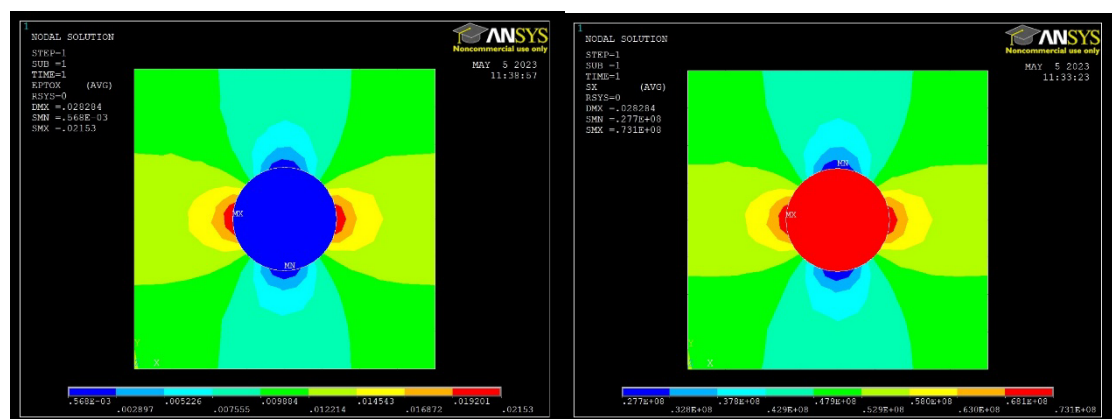 1
NODAL SOLUTION
STEP=1
SUB =1
TIME=1
EPTOX (AVG)
RSYS=0
DMX =.028284
SMN =.568E-03
SMX =.02153
ANSYS
Noncommercial use only
MAY 5 2023
11:38:57
MX
MN
Y
X
.568E-03 .005226 .009884 .014543 .019201
.002897 .007555 .012214 .016872 .02153
1
NODAL SOLUTION
STEP=1
SUB =1
TIME=1
SX (AVG)
RSYS=0
DMX =.028284
SMN =.277E+08
SMX =.731E+08
ANSYS
Noncommercial use only
MAY 5 2023
11:33:23
MN
MX
Y
X
.277E+08 .378E+08 .479E+08 .580E+08 .681E+08
.328E+08 .429E+08 .529E+08 .630E+08 .731E+08